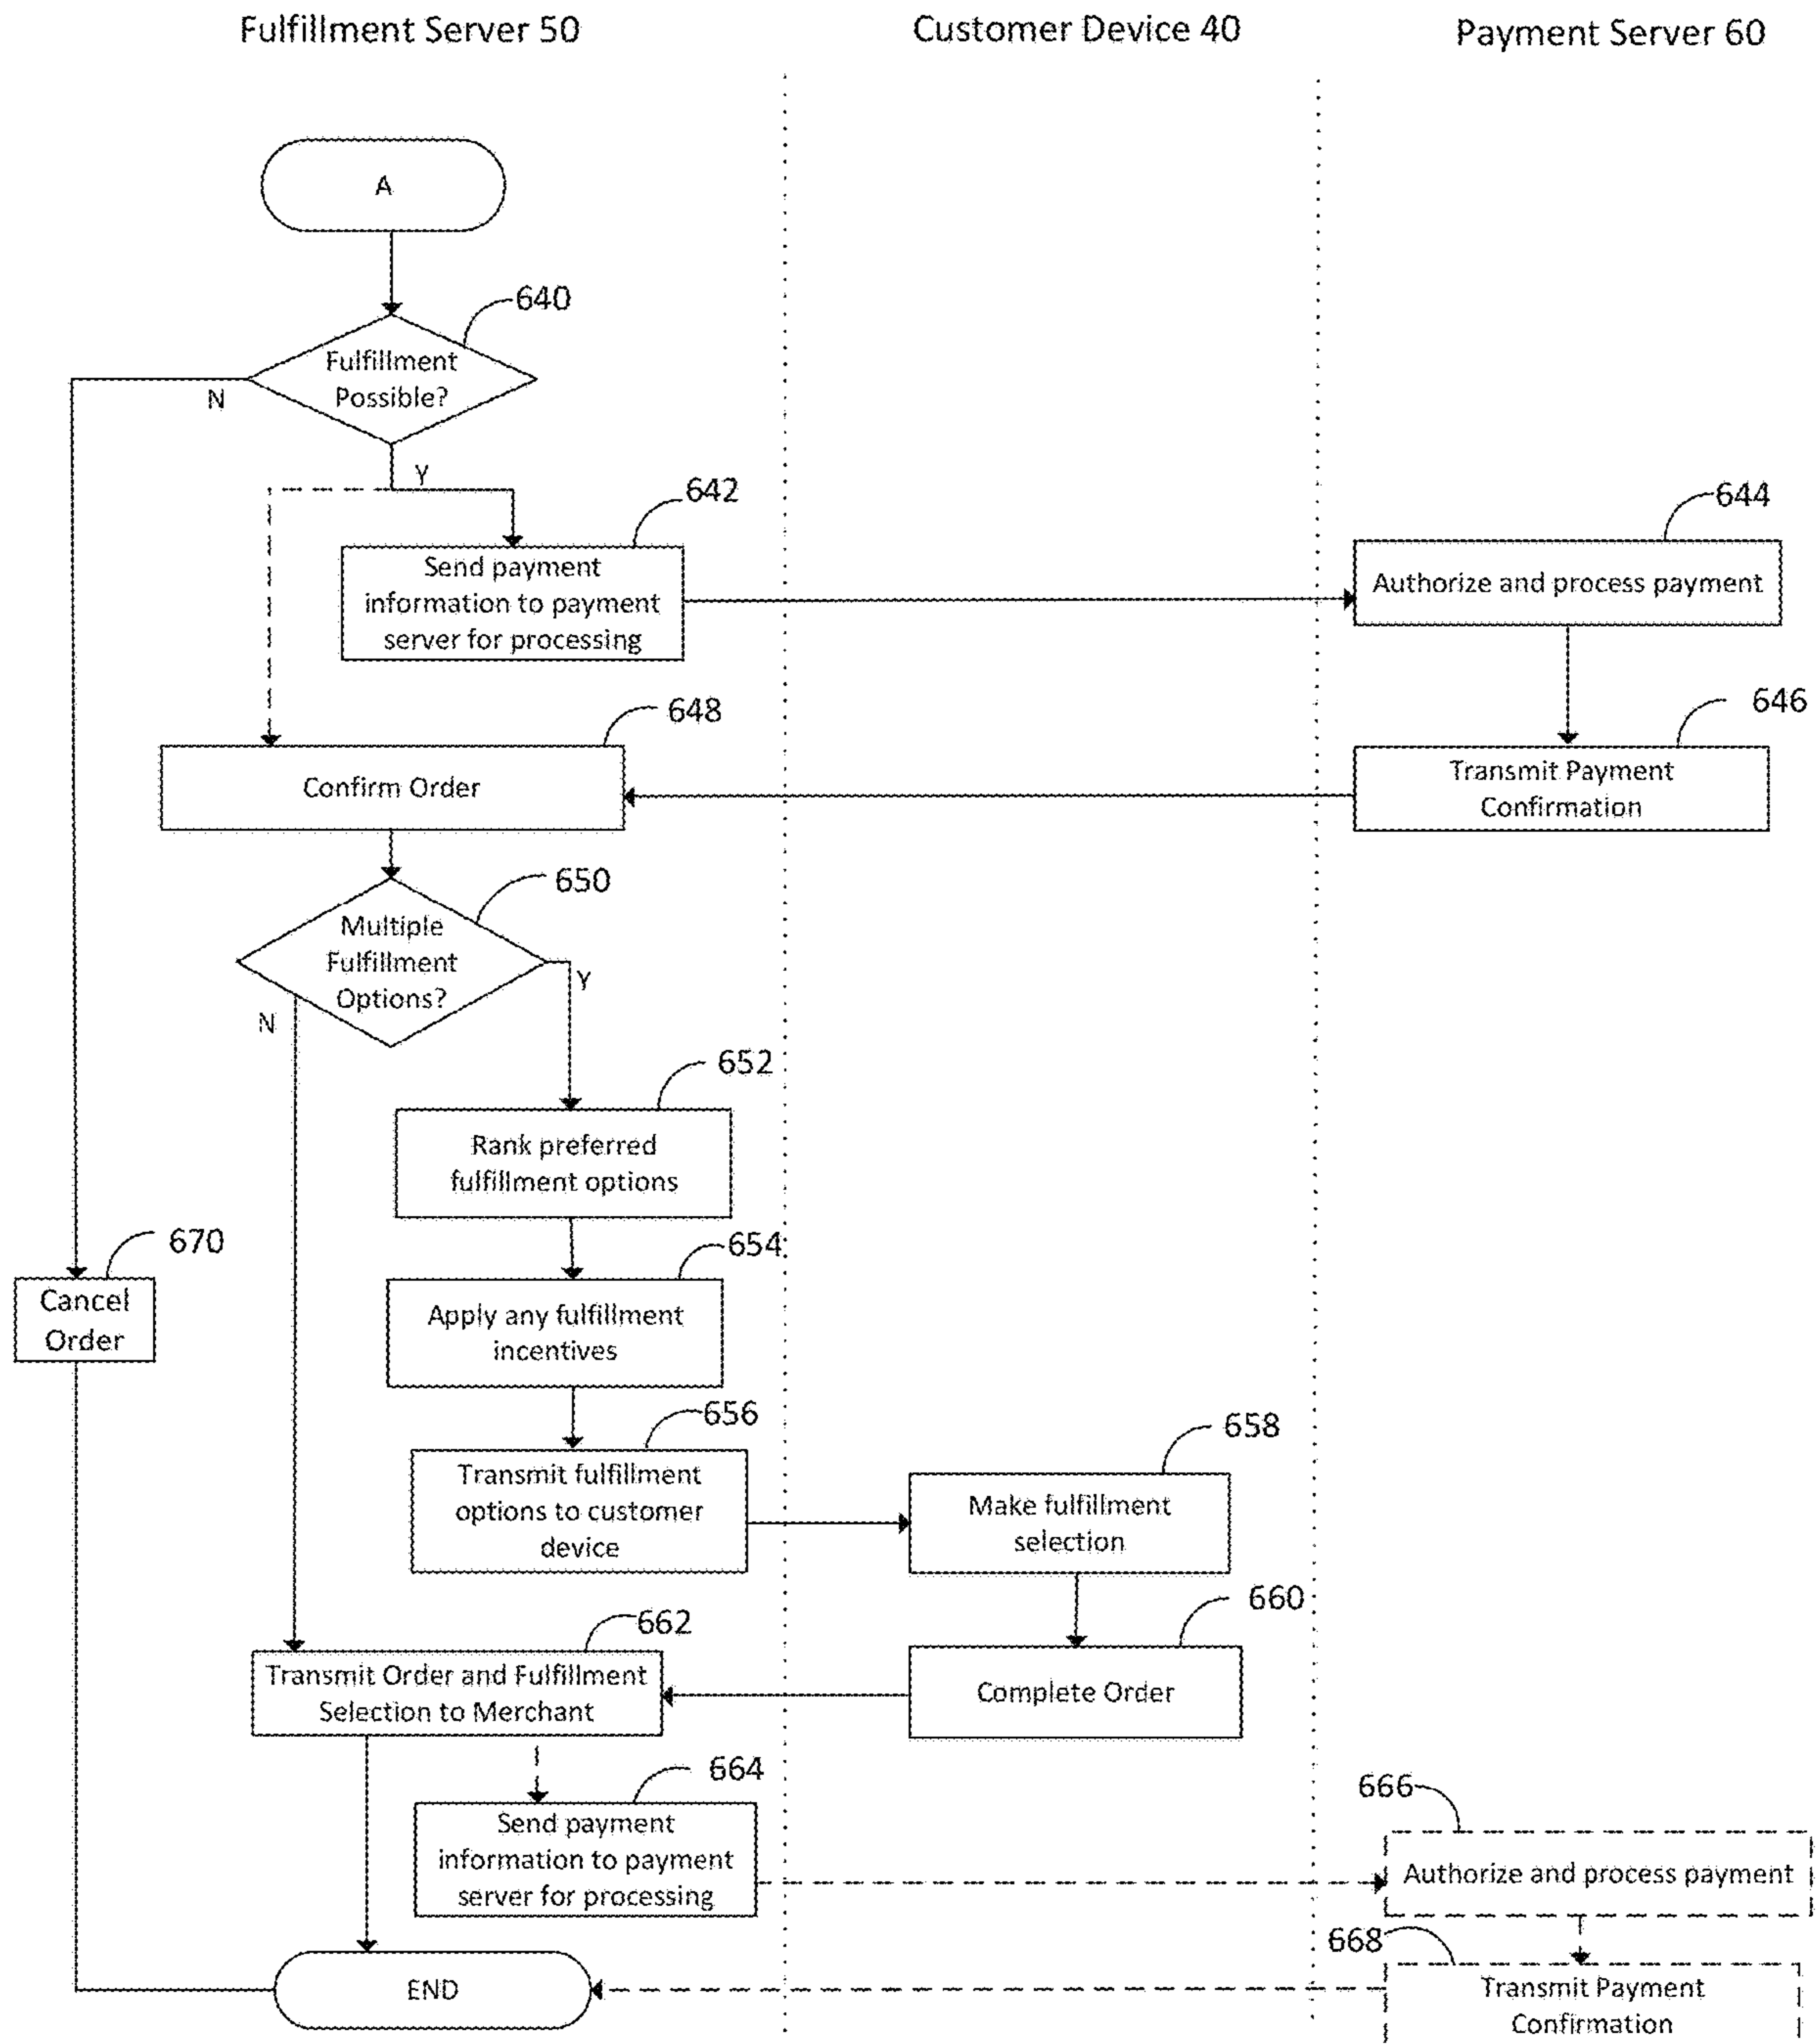 Fulfillment Server 50
Customer Device 40
Payment Server 60
A
640
Fulfillment
Possible?
N
Y
642
Send payment
information to payment
server for processing
644
Authorize and process payment
646
Transmit Payment
Confirmation
648
Confirm Order
650
Multiple
Fulfillment
Options?
Y
N
652
Rank preferred
fulfillment options
670
Cancel
Order
654
Apply any fulfillment
incentives
656
Transmit fulfillment
options to customer
device
658
Make fulfillment
selection
660
Complete Order
662
Transmit Order and Fulfillment
Selection to Merchant
664
Send payment
information to payment
server for processing
666
Authorize and process payment
668
Transmit Payment
Confirmation
END